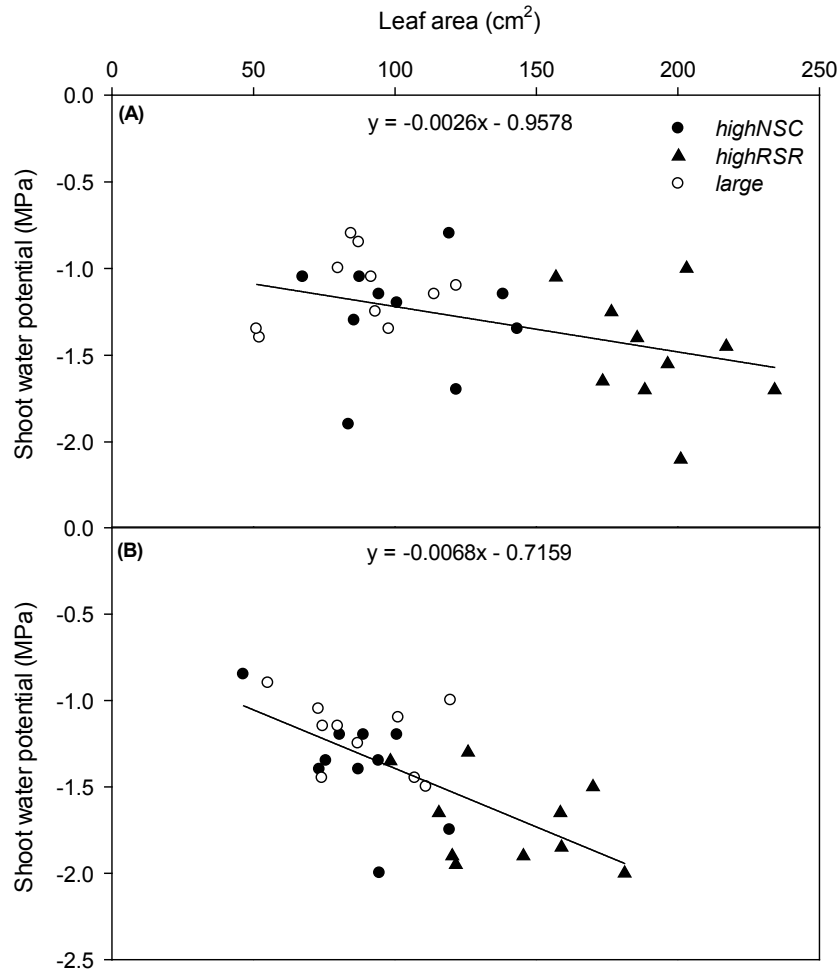 Leaf area (cm²)
0 50 100 150 200 250
0.0
(A)
y = -0.0026x - 0.9578
highNSC
highRSR
large
-0.5
-1.0
-1.5
-2.0
Shoot water potential (MPa)
0.0
(B)
y = -0.0068x - 0.7159
-0.5
-1.0
-1.5
-2.0
-2.5
Shoot water potential (MPa)